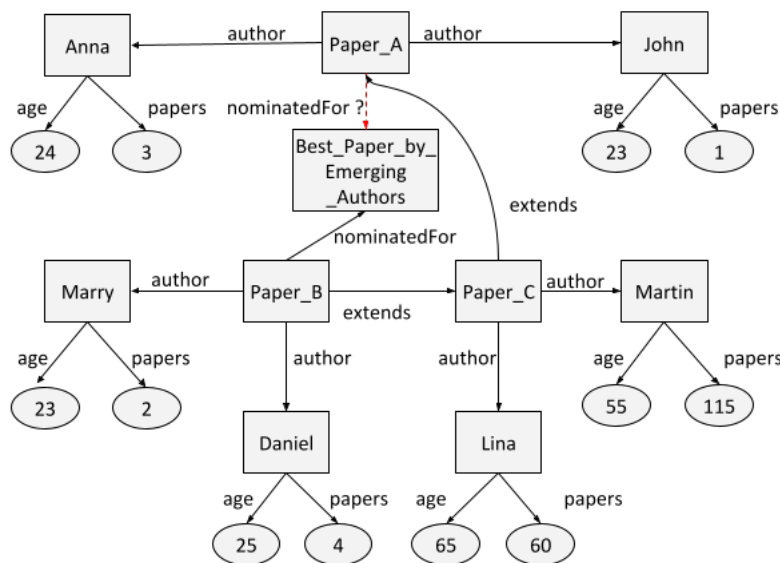 Anna
author
Paper_A
author
John
age
papers
nominatedFor ?
age
papers
24
3
Best_Paper_by_
Emerging
_Authors
23
1
extends
nominatedFor
Marry
author
Paper_B
extends
Paper_C
author
Martin
age
papers
author
author
age
papers
23
2
55
115
Daniel
Lina
age
papers
age
papers
25
4
65
60